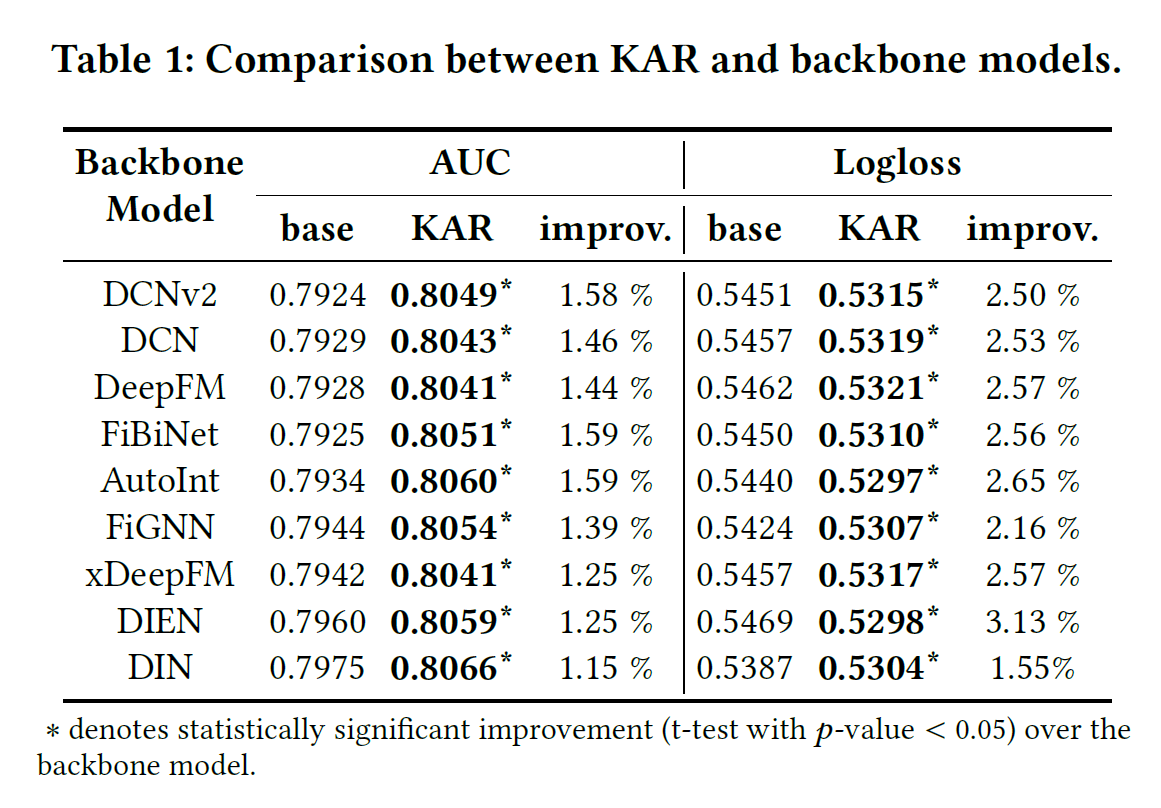 Table 1: Comparison between KAR and backbone models.
Backbone Model AUC Logloss
base KAR improv. base KAR improv.
DCNv2 0.7924 0.8049* 1.58 % 0.5451 0.5315* 2.50 %
DCN 0.7929 0.8043* 1.46 % 0.5457 0.5319* 2.53 %
DeepFM 0.7928 0.8041* 1.44 % 0.5462 0.5321* 2.57 %
FiBiNet 0.7925 0.8051* 1.59 % 0.5450 0.5310* 2.56 %
AutoInt 0.7934 0.8060* 1.59 % 0.5440 0.5297* 2.65 %
FiGNN 0.7944 0.8054* 1.39 % 0.5424 0.5307* 2.16 %
xDeepFM 0.7942 0.8041* 1.25 % 0.5457 0.5317* 2.57 %
DIEN 0.7960 0.8059* 1.25 % 0.5469 0.5298* 3.13 %
DIN 0.7975 0.8066* 1.15 % 0.5387 0.5304* 1.55%
* denotes statistically significant improvement (t-test with p-value < 0.05) over the
backbone model.